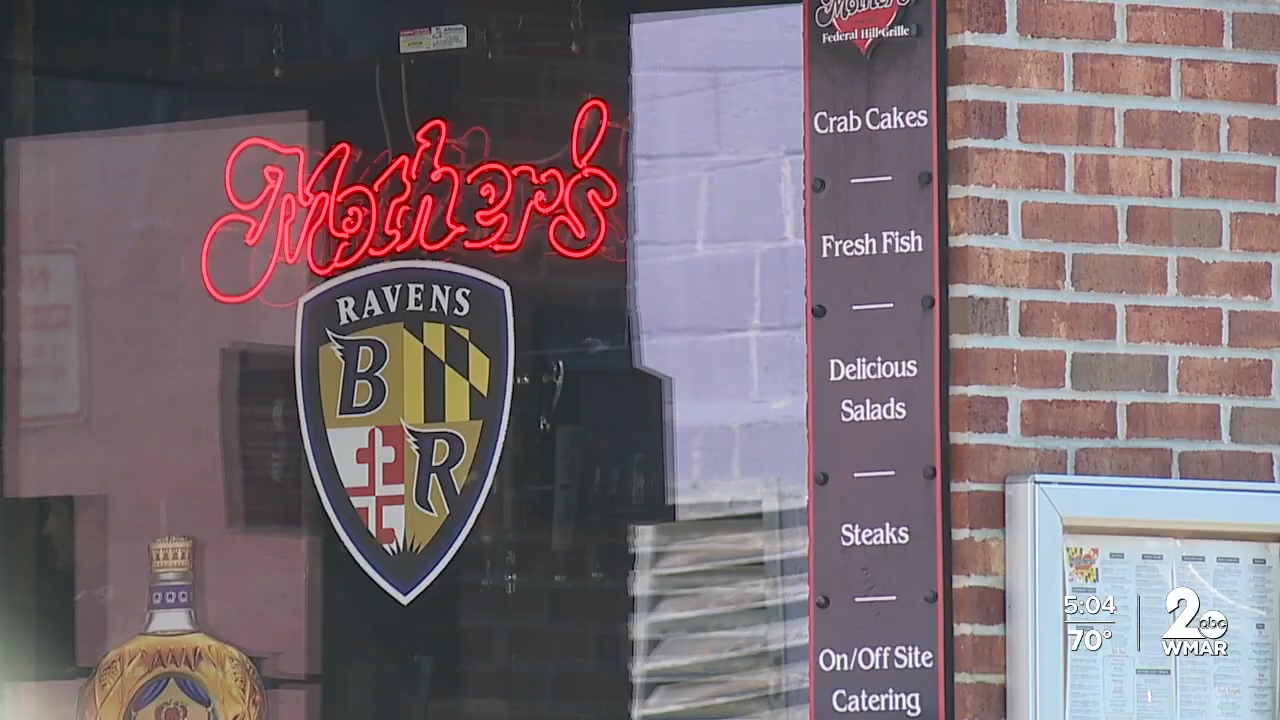 Mother's
RAVENS
B
R
Mother's
Federal Hill Grille
Crab Cakes
Fresh Fish
Delicious
Salads
Steaks
On/Off Site
Catering
5:04
70°
2 abc
WMAR